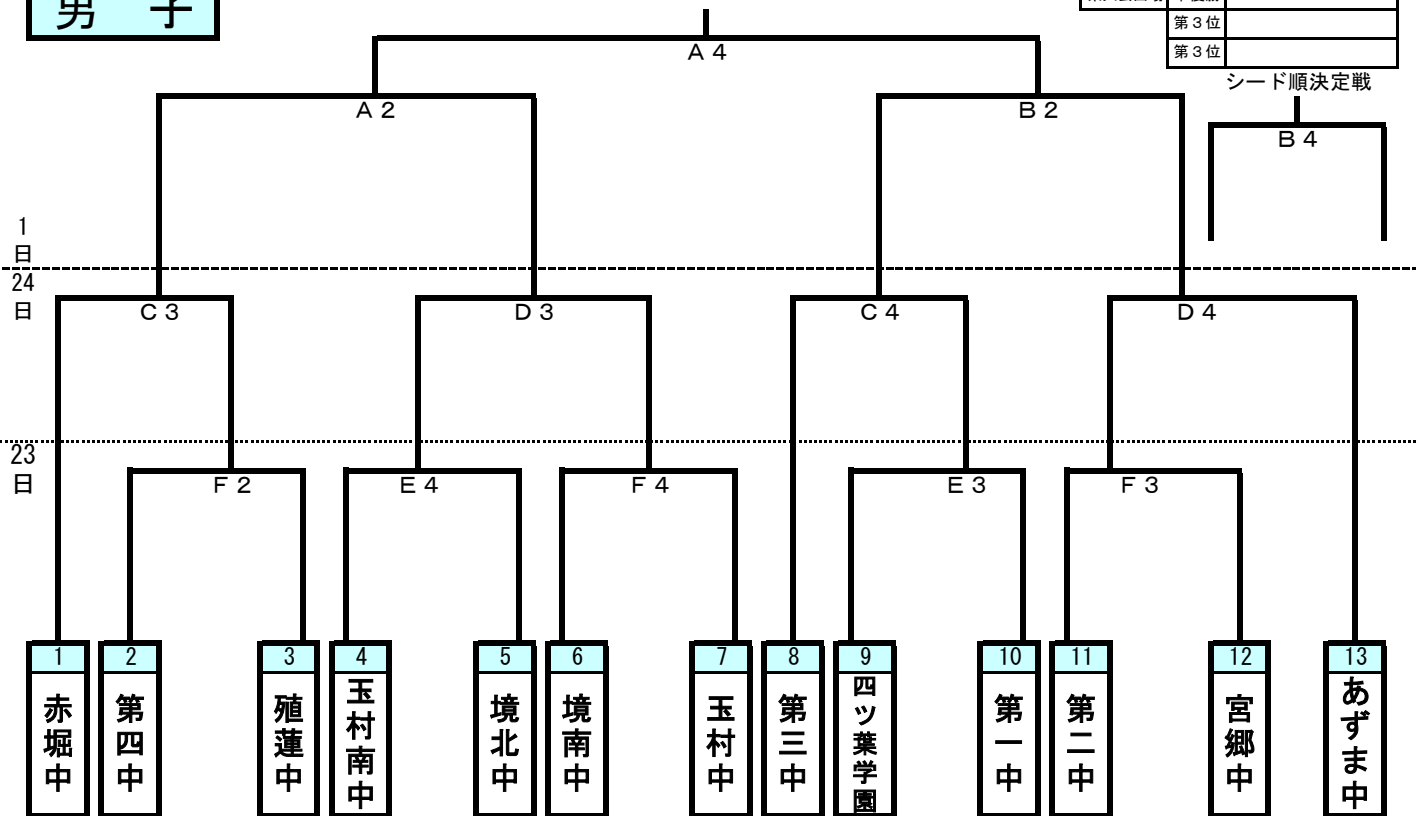 男 子
第３位
第３位
シード順決定戦
Ａ４
Ａ２
Ｂ２
Ｂ４
1
日
24
日
Ｃ３
Ｄ３
Ｃ４
Ｄ４
23
日
Ｆ２
Ｅ４
Ｆ４
Ｅ３
Ｆ３
1
赤堀中
2
第四中
3
殖蓮中
4
玉村南中
5
境北中
6
境南中
7
玉村中
8
第三中
9
四ツ葉学園
10
第一中
11
第二中
12
宮郷中
13
あずま中